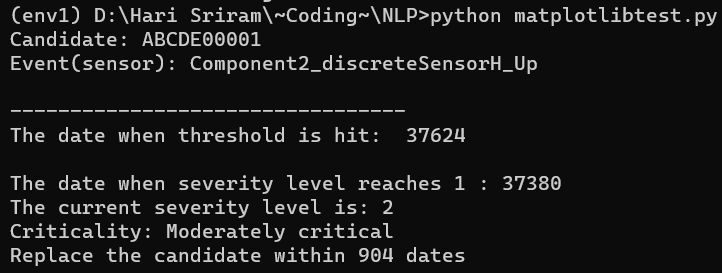 (env1) D:\Hari Sriram\~Coding~\NLP>python matplotlibtest.py
Candidate: ABCDE00001
Event(sensor): Component2_discreteSensorH_Up
---------------------------------
The date when threshold is hit:  37624
The date when severity level reaches 1 : 37380
The current severity level is: 2
Criticality: Moderately critical
Replace the candidate within 904 dates